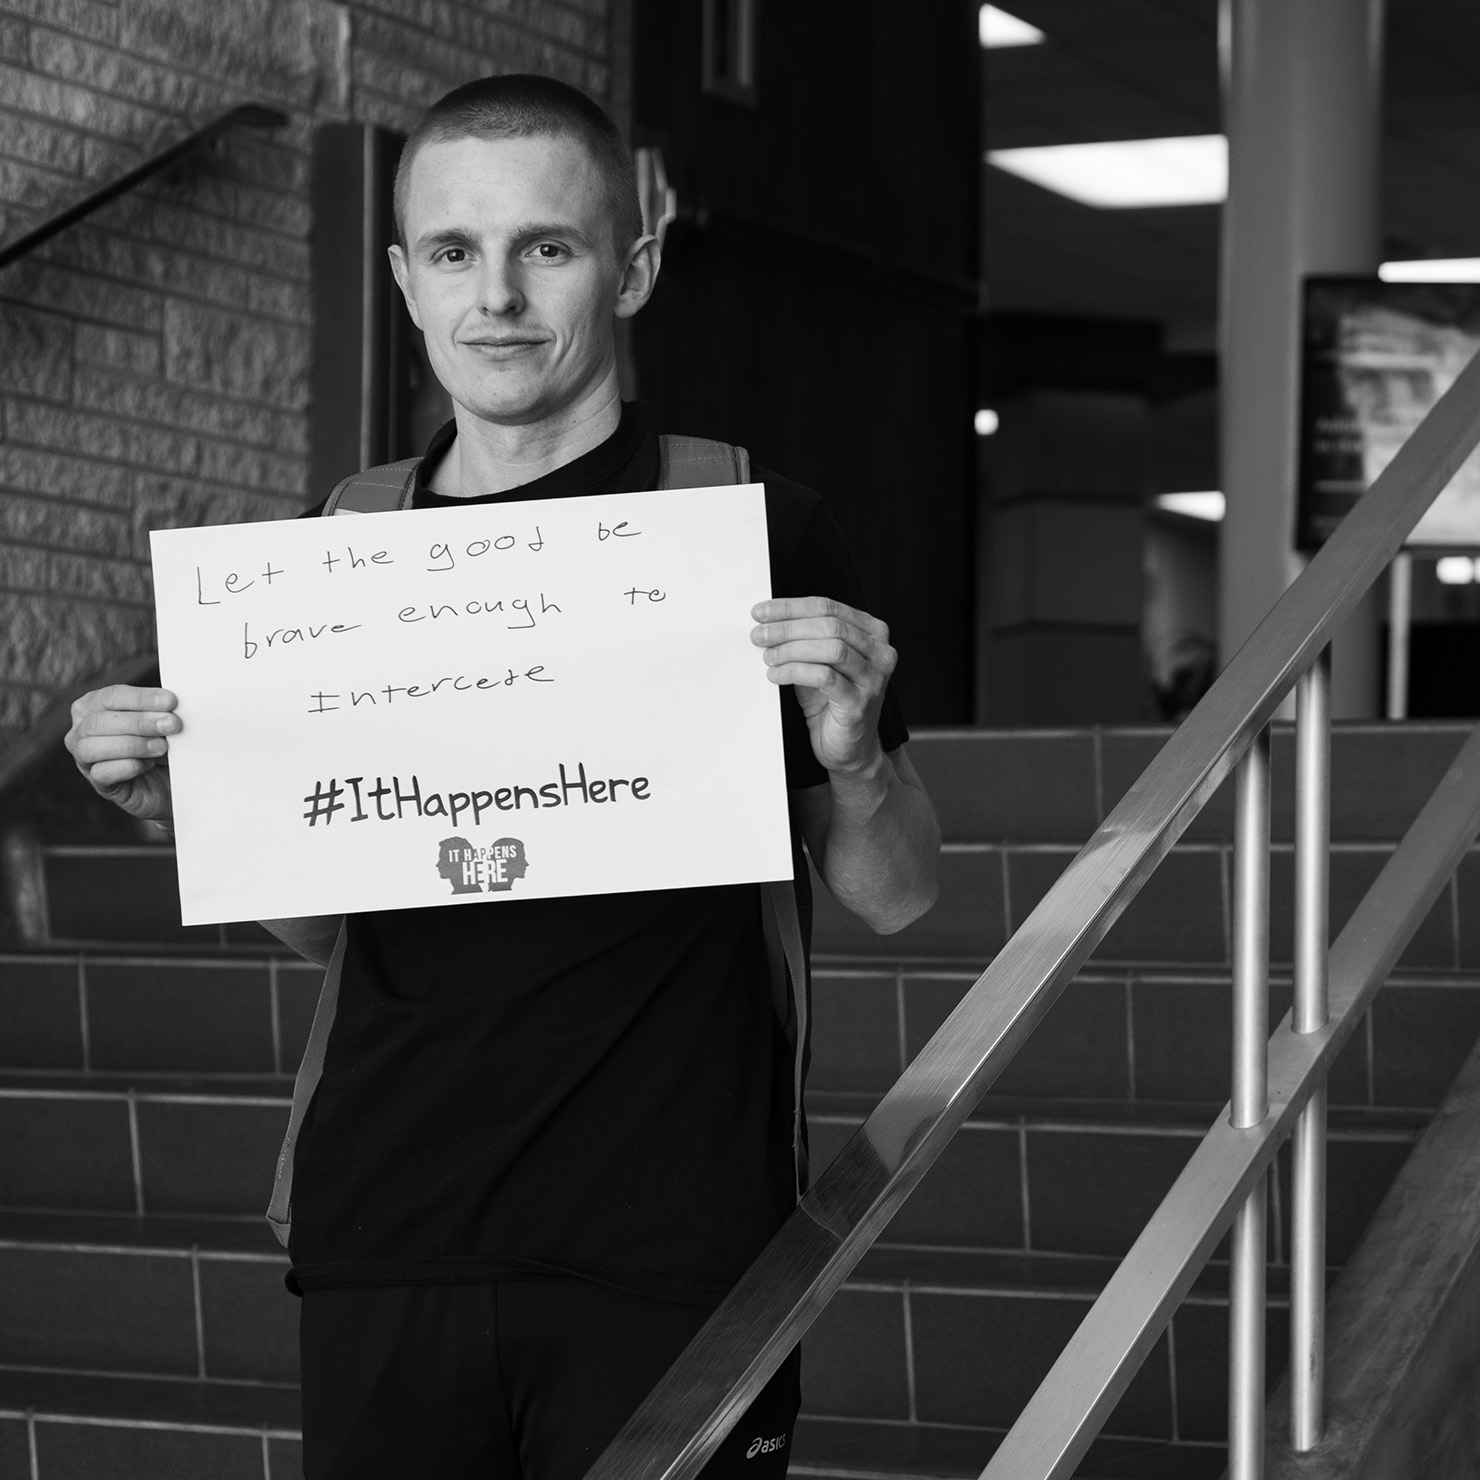 Let the good be
brave enough to
Intercede
#ItHappensHere
IT HAPPENS
HERE
asics